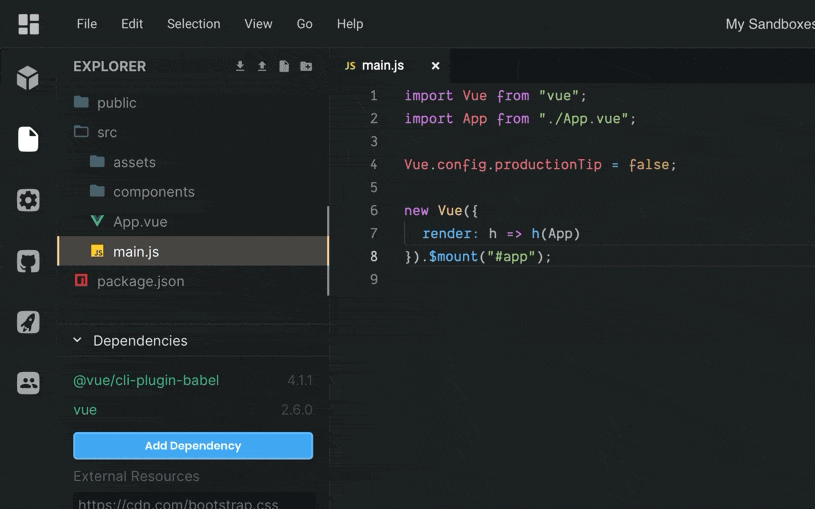 File Edit Selection View Go Help My Sandboxes
EXPLORER
public
src
assets
components
App.vue
JS main.js
package.json
Dependencies
@vue/cli-plugin-babel 4.1.1
vue 2.6.0
Add Dependency
External Resources
https://cdn.com/bootstrap.css
JS main.js ×
1 import Vue from "vue";
2 import App from "./App.vue";
3
4 Vue.config.productionTip = false;
5
6 new Vue({
7 render: h => h(App)
8 }).$mount("#app");
9